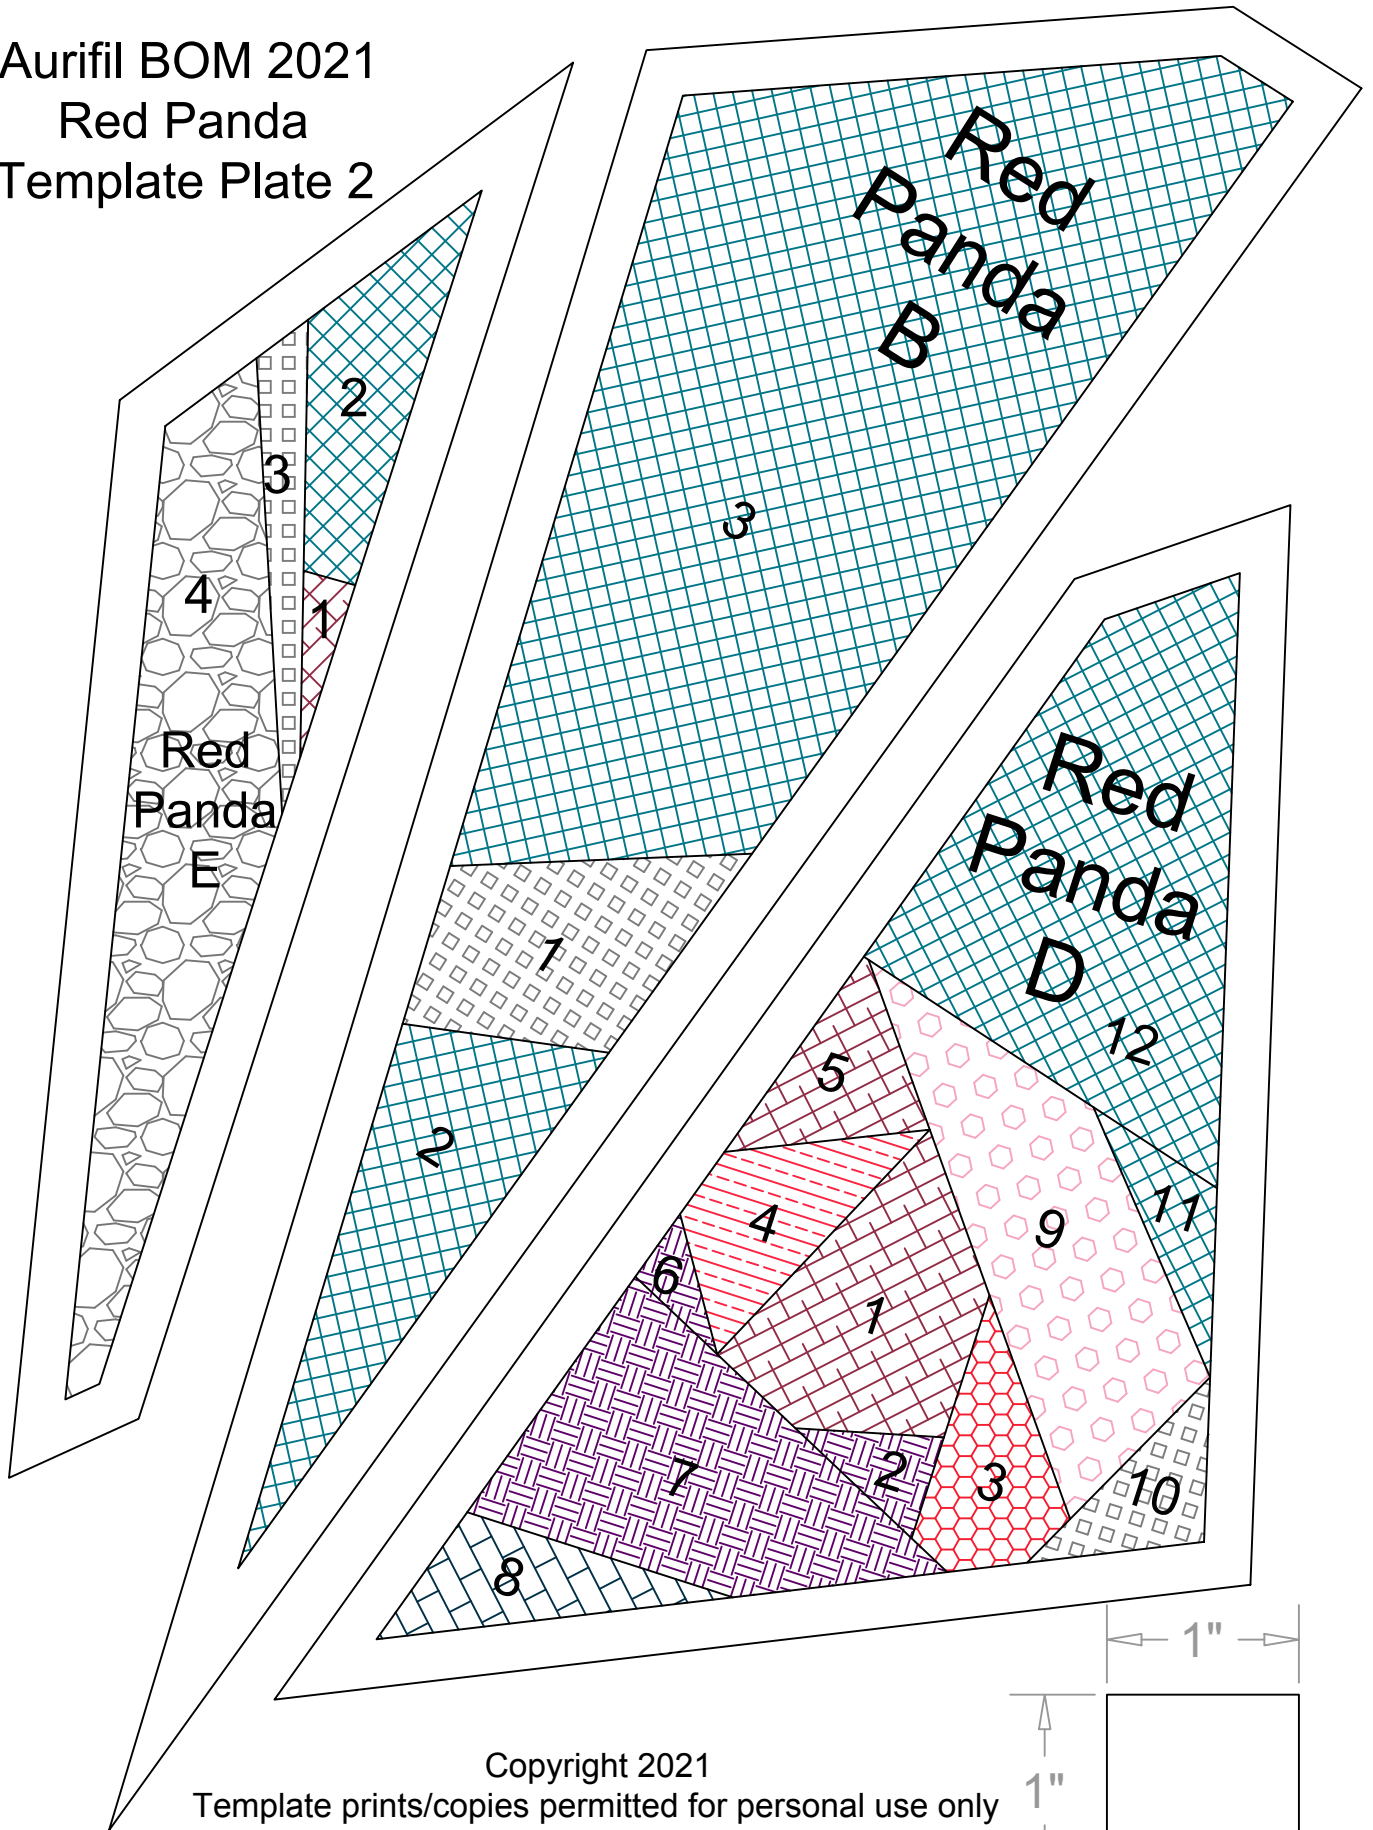 Aurifil BOM 2021
Red Panda
Template Plate 2
2
3
4
1
Red
Panda
E
Red
Panda
B
3
1
2
Red
Panda
D
12
5
11
9
4
6
1
7
2
3
10
8
1"
1"
Copyright 2021
Template prints/copies permitted for personal use only